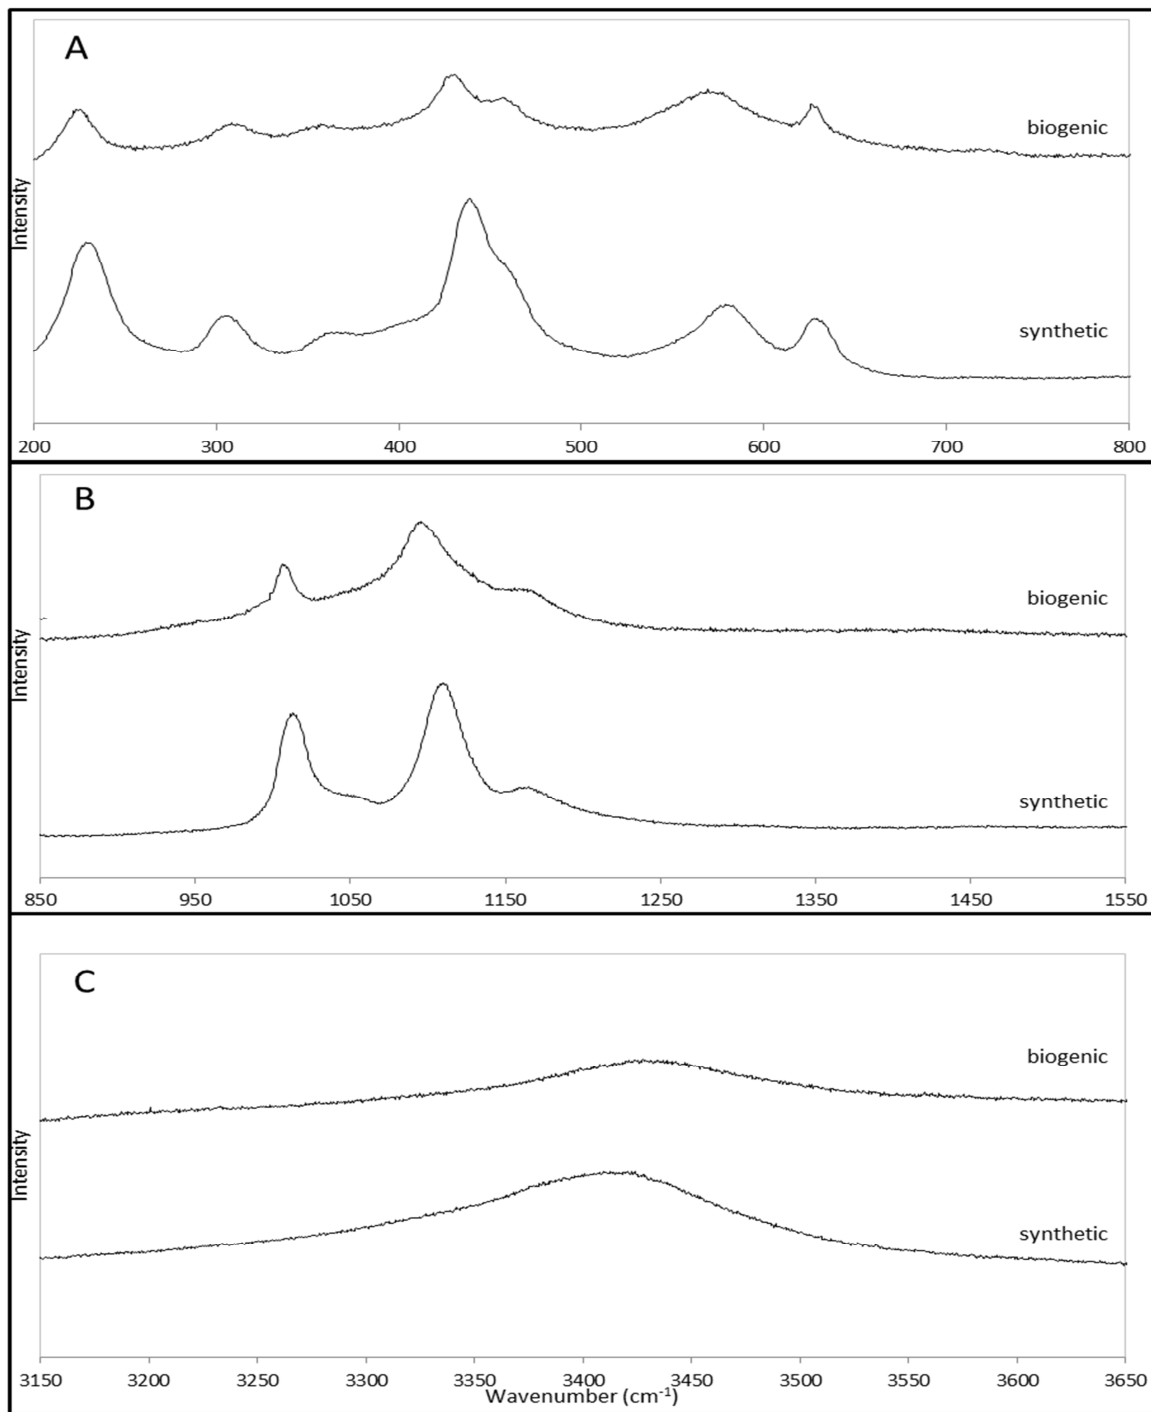 A
biogenic
Intensity
synthetic
200 300 400 500 600 700 800
B
biogenic
Intensity
synthetic
850 950 1050 1150 1250 1350 1450 1550
C
biogenic
Intensity
synthetic
3150 3200 3250 3300 3350 3400 3450 3500 3550 3600 3650
Wavenumber (cm⁻¹)